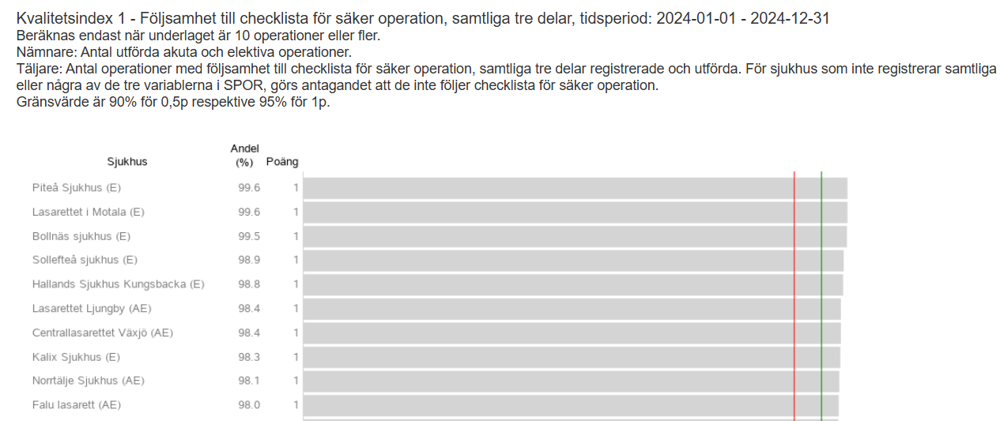 Kvalitetsindex 1 - Följsamhet till checklista för säker operation, samtliga tre delar, tidsperiod: 2024-01-01 - 2024-12-31
Beräknas endast när underlaget är 10 operationer eller fler.
Nämnare: Antal utförda akuta och elektiva operationer.
Täljare: Antal operationer med följsamhet till checklista för säker operation, samtliga tre delar registrerade och utförda. För sjukhus som inte registrerar samtliga
eller några av de tre variablerna i SPOR, görs antagandet att de inte följer checklista för säker operation.
Gränsvärde är 90% för 0,5p respektive 95% för 1p.
Sjukhus Andel (%) Poäng
Piteå Sjukhus (E) 99.6 1
Lasarettet i Motala (E) 99.6 1
Bollnäs sjukhus (E) 99.5 1
Sollefteå sjukhus (E) 98.9 1
Hallands Sjukhus Kungsbacka (E) 98.8 1
Lasarettet Ljungby (AE) 98.4 1
Centrallasarettet Växjö (AE) 98.4 1
Kalix Sjukhus (E) 98.3 1
Norrtälje Sjukhus (AE) 98.1 1
Falu lasarett (AE) 98.0 1